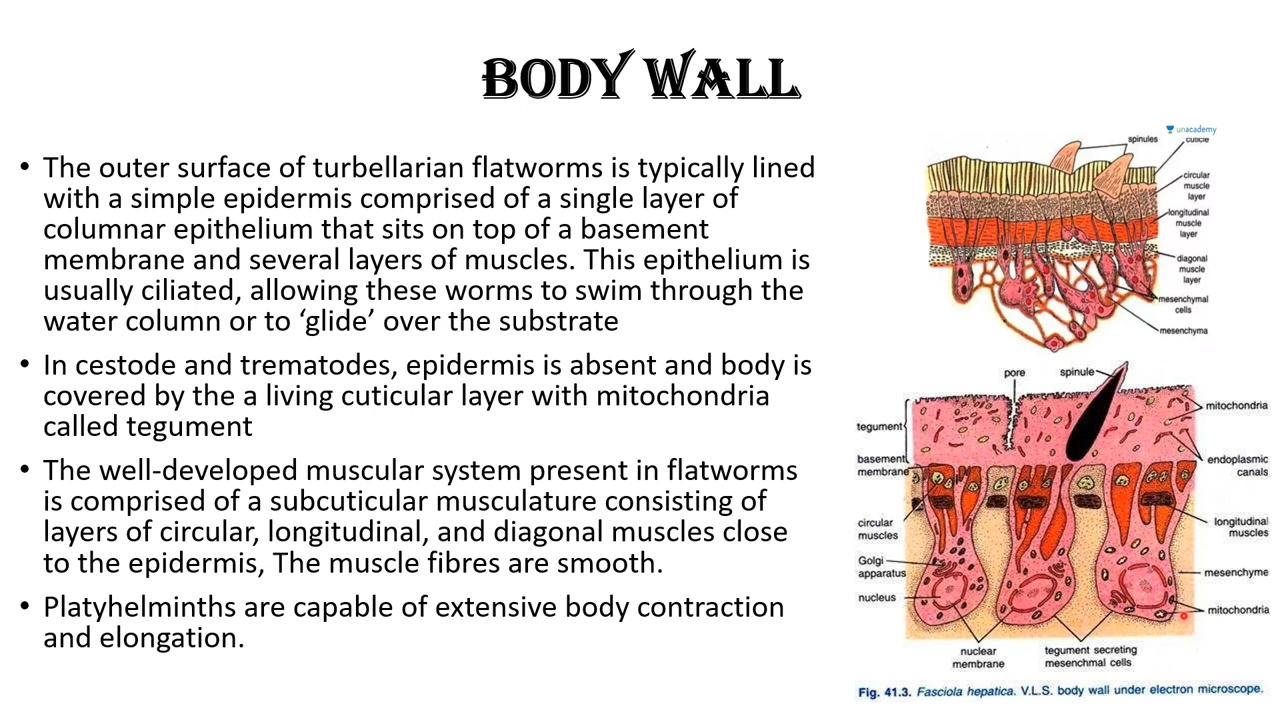 BODY WALL
• The outer surface of turbellarian flatworms is typically lined
with a simple epidermis comprised of a single layer of
columnar epithelium that sits on top of a basement
membrane and several layers of muscles. This epithelium is
usually ciliated, allowing these worms to swim through the
water column or to ‘glide’ over the substrate
• In cestode and trematodes, epidermis is absent and body is
covered by the a living cuticular layer with mitochondria
called tegument
• The well-developed muscular system present in flatworms
is comprised of a subcuticular musculature consisting of
layers of circular, longitudinal, and diagonal muscles close
to the epidermis, The muscle fibres are smooth.
• Platyhelminths are capable of extensive body contraction
and elongation.
unacademy
spinules
cuticle
circular
muscle
layer
longitudinal
muscle
layer
diagonal
muscle
layer
mesenchymal
cells
mesenchyma
pore
spinule
tegument
basement
membrane
circular
muscles
Golgi
apparatus
nucleus
mitochondria
endoplasmic
canals
longitudinal
muscles
mesenchyme
mitochondria
nuclear
membrane
tegument secreting
mesenchmal cells
Fig. 41.3. Fasciola hepatica. V.L.S. body wall under electron microscope.